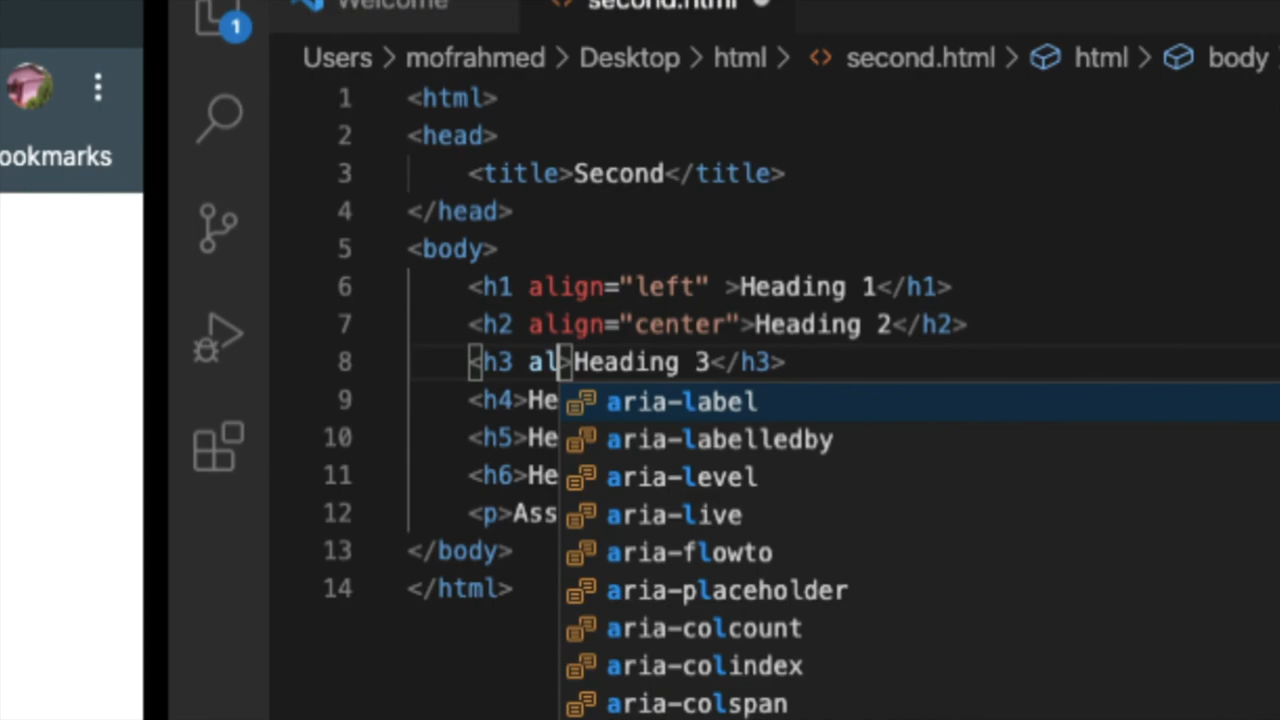 Welcome
second.html
1
Users > mofrahmed > Desktop > html > <> second.html > html > body
ookmarks
1 <html>
2 <head>
3 <title>Second</title>
4 </head>
5 <body>
6 <h1 align="left" >Heading 1</h1>
7 <h2 align="center">Heading 2</h2>
8 <h3 al>Heading 3</h3>
9 <h4>He
10 <h5>He
11 <h6>He
12 <p>Ass
13 </body>
14 </html>
aria-label
aria-labelledby
aria-level
aria-live
aria-flowto
aria-placeholder
aria-colcount
aria-colindex
aria-colspan